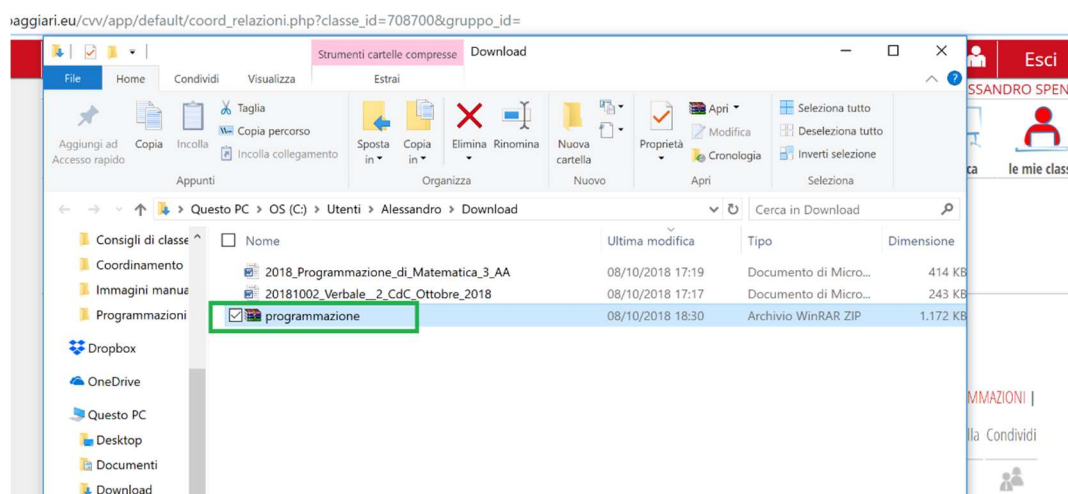 paggiari.eu/cvv/app/default/coord_relazioni.php?classe_id=708700&gruppo_id=
Strumenti cartelle compresse Download
Esci
File Home Condividi Visualizza Estrai
SSANDRO SPEN
Aggiungi ad Accesso rapido
Copia
Incolla
Taglia
Copia percorso
Incolla collegamento
Sposta in
Copia in
Elimina
Rinomina
Nuova cartella
Proprietà
Apri
Modifica
Cronologia
Seleziona tutto
Deseleziona tutto
Inverti selezione
Appunti Organizza Nuovo Apri Seleziona
ca le mie class
Questo PC > OS (C:) > Utenti > Alessandro > Download
Cerca in Download
Nome Ultima modifica Tipo Dimensione
2018_Programmazione_di_Matematica_3_AA 08/10/2018 17:19 Documento di Micro... 414 KB
20181002_Verbale__2_CdC_Ottobre_2018 08/10/2018 17:17 Documento di Micro... 243 KB
programmazione 08/10/2018 18:30 Archivio WinRAR ZIP 1.172 KB
Consigli di classe
Coordinamento
Immagini manua
Programmazioni
Dropbox
OneDrive
Questo PC
Desktop
Documenti
Download
MMAZIONI |
lla Condividi